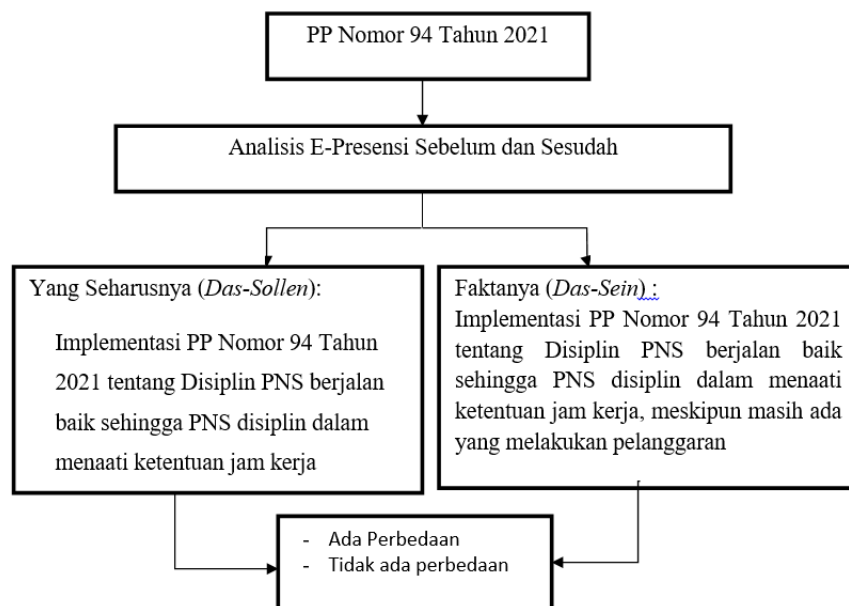 PP Nomor 94 Tahun 2021
Analisis E-Presensi Sebelum dan Sesudah
Yang Seharusnya (Das-Sollen):
Implementasi PP Nomor 94 Tahun
2021 tentang Disiplin PNS berjalan
baik sehingga PNS disiplin dalam
menaati ketentuan jam kerja
Faktanya (Das-Sein) :
Implementasi PP Nomor 94 Tahun 2021
tentang Disiplin PNS berjalan baik
sehingga PNS disiplin dalam menaati
ketentuan jam kerja, meskipun masih ada
yang melakukan pelanggaran
- Ada Perbedaan
- Tidak ada perbedaan